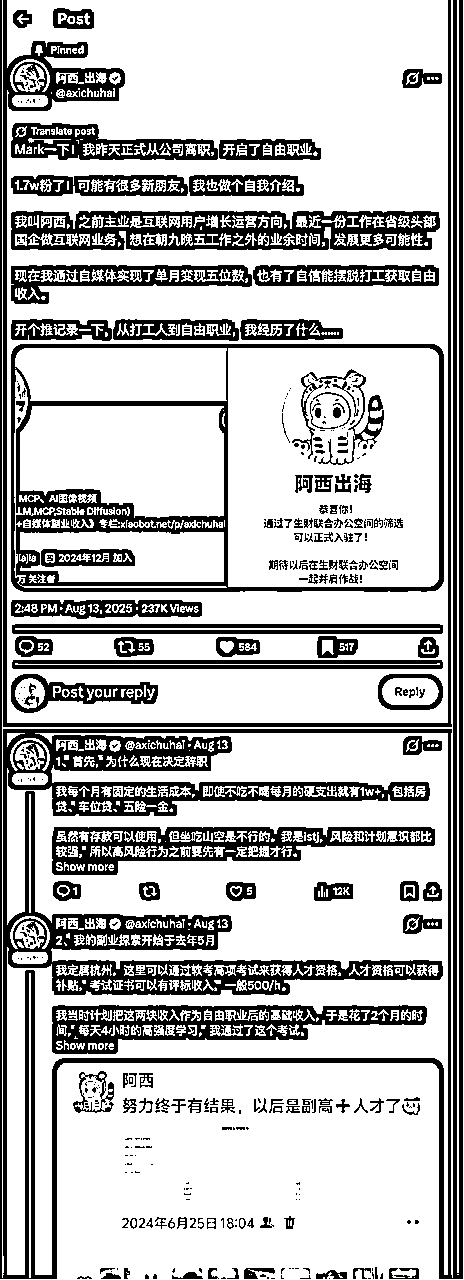 Post
Pinned
阿西_出海
@axichuhai
Translate post
Mark一下！我昨天正式从公司离职，开启了自由职业。
1.7w粉了！可能有很多新朋友，我也做个自我介绍。
我叫阿西，之前主业是互联网用户增长运营方向，最近一份工作在省级头部
国企做互联网业务，想在朝九晚五工作之外的业余时间，发展更多可能性。
现在我通过自媒体实现了单月变现五位数，也有了自信能摆脱打工获取自由
收入。
开个推记录一下，从打工人到自由职业，我经历了什么……
MCP、AI图像视频
LM,MCP,Stable Diffusion)
+自媒体副业收入》专栏:xiaobot.net/p/axichuhai
jiajia 2024年12月 加入
万 关注者
阿西出海
恭喜你！
通过了生财联合办公空间的筛选
可以正式入驻了！
期待以后在生财联合办公空间
一起并肩作战！
2:48 PM · Aug 13, 2025 · 237K Views
52 55 584 517
Post your reply
Reply
阿西_出海 @axichuhai · Aug 13
1、首先，为什么现在决定辞职
我每个月有固定的生活成本，即使不吃不喝每月的硬支出就有1w+，包括房
贷、车位贷、五险一金。
虽然有存款可以使用，但坐吃山空是不行的，我是istj，风险和计划意识都比
较强，所以高风险行为之前要先有一定把握才行。
Show more
1 5 12K
阿西_出海 @axichuhai · Aug 13
2、我的副业探索开始于去年5月
我定居杭州，这里可以通过软考高项考试来获得人才资格，人才资格可以获得
补贴，考试证书可以有评标收入，一般500/h。
我当时计划把这两块收入作为自由职业后的基础收入，于是花了2个月的时
间，每天4小时的高强度学习，我通过了这个考试。
Show more
阿西
努力终于有结果，以后是副高＋人才了
2024年6月25日 18:04